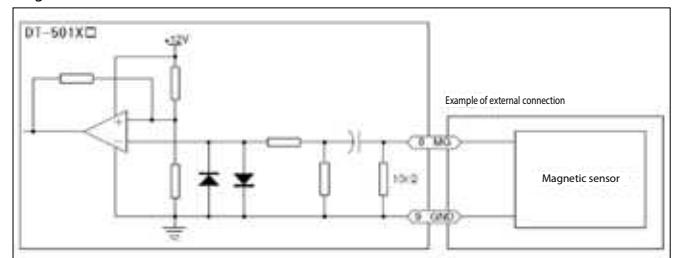 DT-501X□
+12V
Example of external connection
8 MG
Magnetic sensor
10kΩ
9 GND